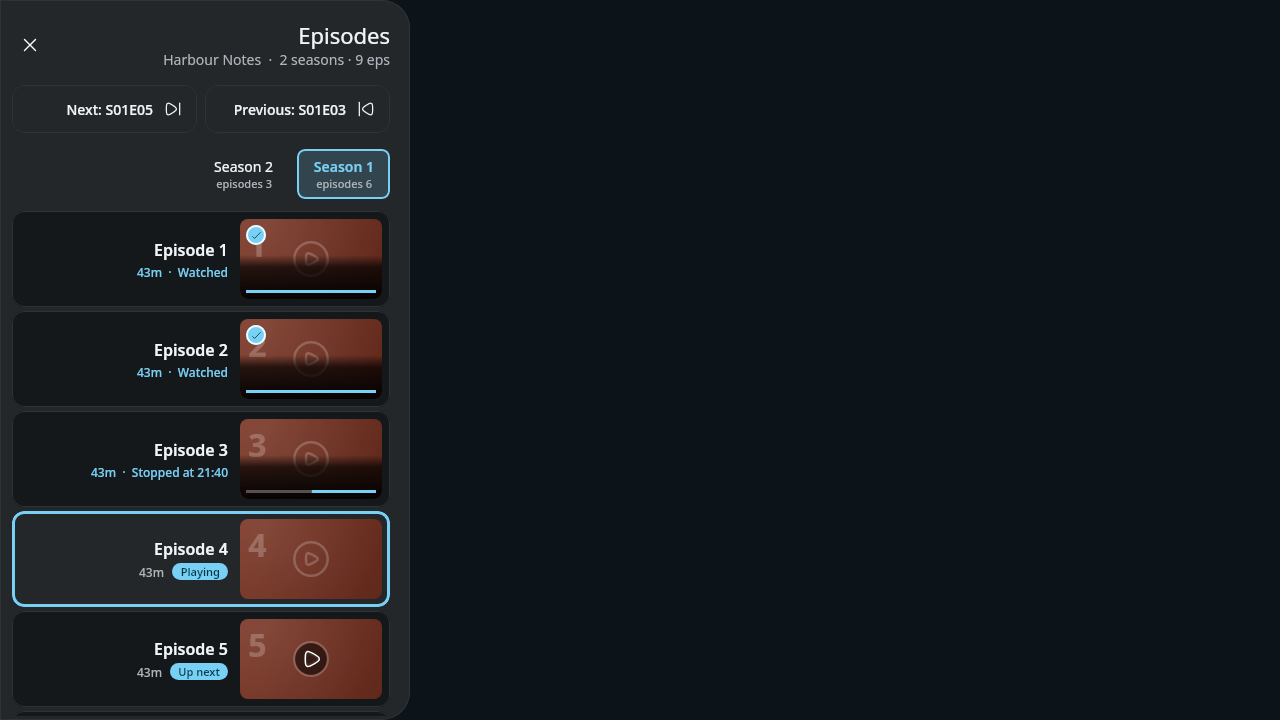 Episodes
Harbour Notes · 2 seasons · 9 eps
Previous: S01E03
Next: S01E05
Season 1
episodes 6
Season 2
episodes 3
1
Episode 1
43m · Watched
2
Episode 2
43m · Watched
3
Episode 3
43m · Stopped at 21:40
4
Episode 4
43m Playing
5
Episode 5
43m Up next